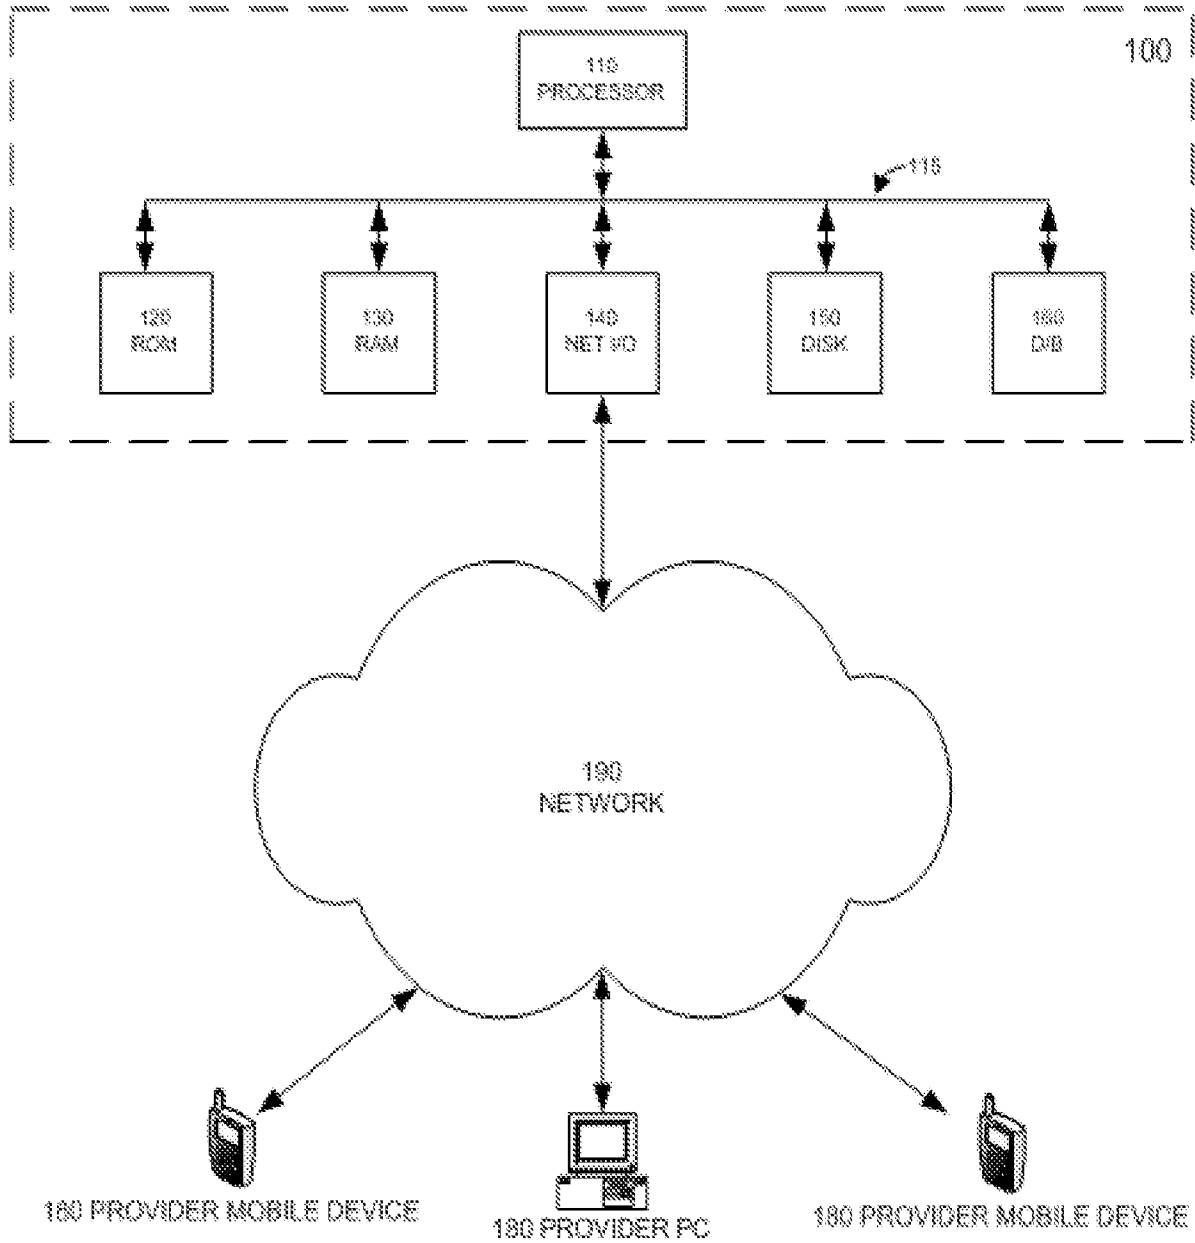 100
110
PROCESSOR
115
120
ROM
130
RAM
140
NET I/O
150
DISK
160
D/B
190
NETWORK
180 PROVIDER MOBILE DEVICE
180 PROVIDER PC
180 PROVIDER MOBILE DEVICE